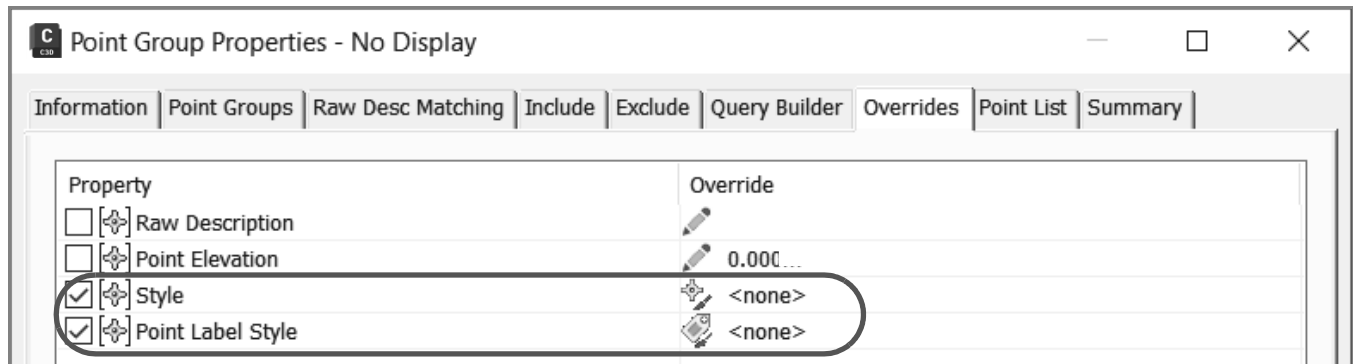 C
C3D
Point Group Properties - No Display
Information Point Groups Raw Desc Matching Include Exclude Query Builder Overrides Point List Summary
Property Override
Raw Description
Point Elevation 0.000...
Style <none>
Point Label Style <none>